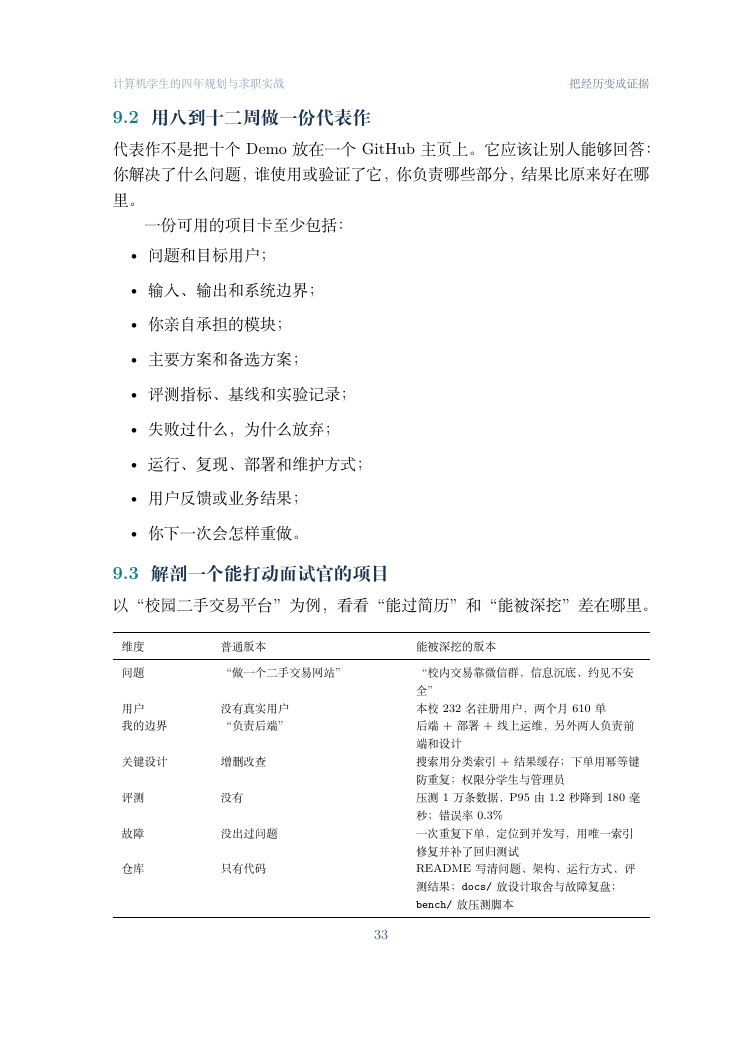 计算机学生的四年规划与求职实战 把经历变成证据
9.2 用八到十二周做一份代表作
代表作不是把十个 Demo 放在一个 GitHub 主页上。它应该让别人能够回答：
你解决了什么问题，谁使用或验证了它，你负责哪些部分，结果比原来好在哪
里。
一份可用的项目卡至少包括：
• 问题和目标用户；
• 输入、输出和系统边界；
• 你亲自承担的模块；
• 主要方案和备选方案；
• 评测指标、基线和实验记录；
• 失败过什么，为什么放弃；
• 运行、复现、部署和维护方式；
• 用户反馈或业务结果；
• 你下一次会怎样重做。
9.3 解剖一个能打动面试官的项目
以“校园二手交易平台”为例，看看“能过简历”和“能被深挖”差在哪里。
维度 普通版本 能被深挖的版本
问题 “做一个二手交易网站” “校内交易靠微信群，信息沉底、约见不安
全”
用户 没有真实用户 本校 232 名注册用户，两个月 610 单
我的边界 “负责后端” 后端 + 部署 + 线上运维，另外两人负责前
端和设计
关键设计 增删改查 搜索用分类索引 + 结果缓存；下单用幂等键
防重复；权限分学生与管理员
评测 没有 压测 1 万条数据，P95 由 1.2 秒降到 180 毫
秒；错误率 0.3%
故障 没出过问题 一次重复下单，定位到并发写，用唯一索引
修复并补了回归测试
仓库 只有代码 README 写清问题、架构、运行方式、评
测结果；docs/ 放设计取舍与故障复盘；
bench/ 放压测脚本
33